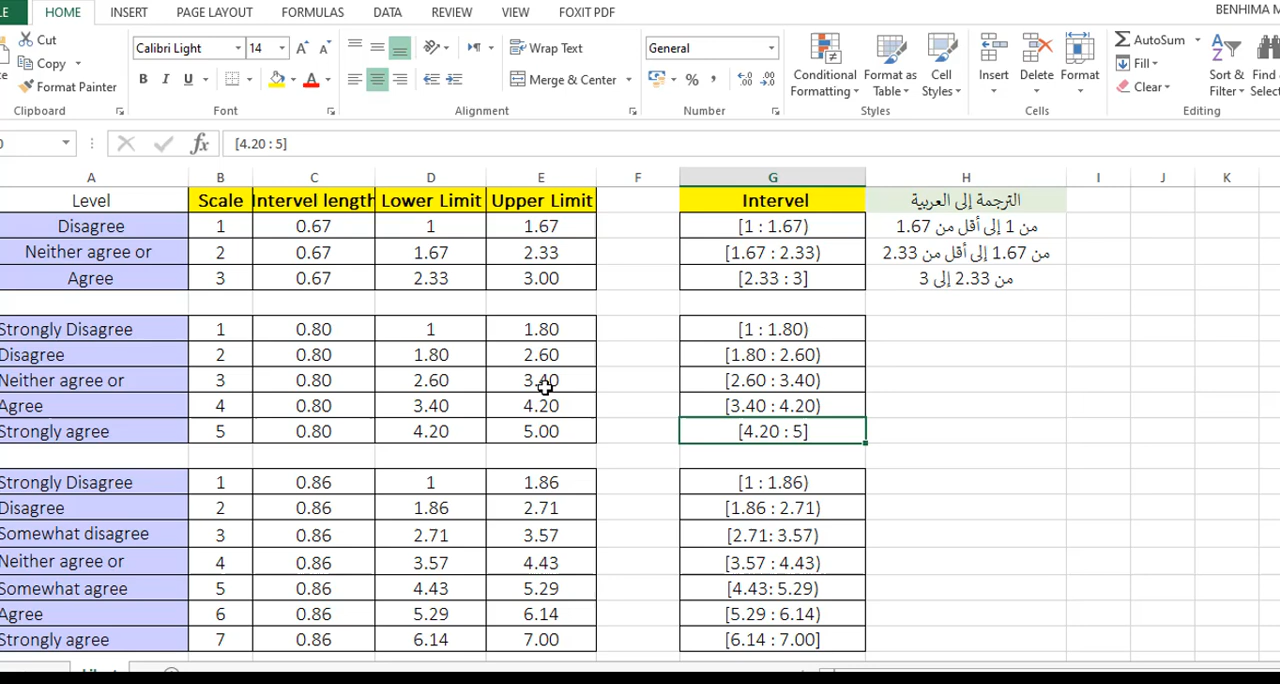 HOME INSERT PAGE LAYOUT FORMULAS DATA REVIEW VIEW FOXIT PDF BENHIMA M
Cut Calibri Light 14 Wrap Text General AutoSum
Copy Conditional Format as Cell Insert Delete Format Fill Sort & Find
Format Painter B I U A Merge & Center % , Formatting Table Styles Clear Filter Select
Clipboard Font Alignment Number Styles Cells Editing
fx [4.20 : 5]
A B C D E F G H I J K
Level Scale Intervel length Lower Limit Upper Limit Intervel الترجمة إلى العربية
Disagree 1 0.67 1 1.67 [1 : 1.67) من 1 إلى أقل من 1.67
Neither agree or 2 0.67 1.67 2.33 [1.67 : 2.33) من 1.67 إلى أقل من 2.33
Agree 3 0.67 2.33 3.00 [2.33 : 3] من 2.33 إلى 3
Strongly Disagree 1 0.80 1 1.80 [1 : 1.80)
Disagree 2 0.80 1.80 2.60 [1.80 : 2.60)
Neither agree or 3 0.80 2.60 3.40 [2.60 : 3.40)
Agree 4 0.80 3.40 4.20 [3.40 : 4.20)
Strongly agree 5 0.80 4.20 5.00 [4.20 : 5]
Strongly Disagree 1 0.86 1 1.86 [1 : 1.86)
Disagree 2 0.86 1.86 2.71 [1.86 : 2.71)
Somewhat disagree 3 0.86 2.71 3.57 [2.71: 3.57)
Neither agree or 4 0.86 3.57 4.43 [3.57 : 4.43)
Somewhat agree 5 0.86 4.43 5.29 [4.43: 5.29)
Agree 6 0.86 5.29 6.14 [5.29 : 6.14)
Strongly agree 7 0.86 6.14 7.00 [6.14 : 7.00]